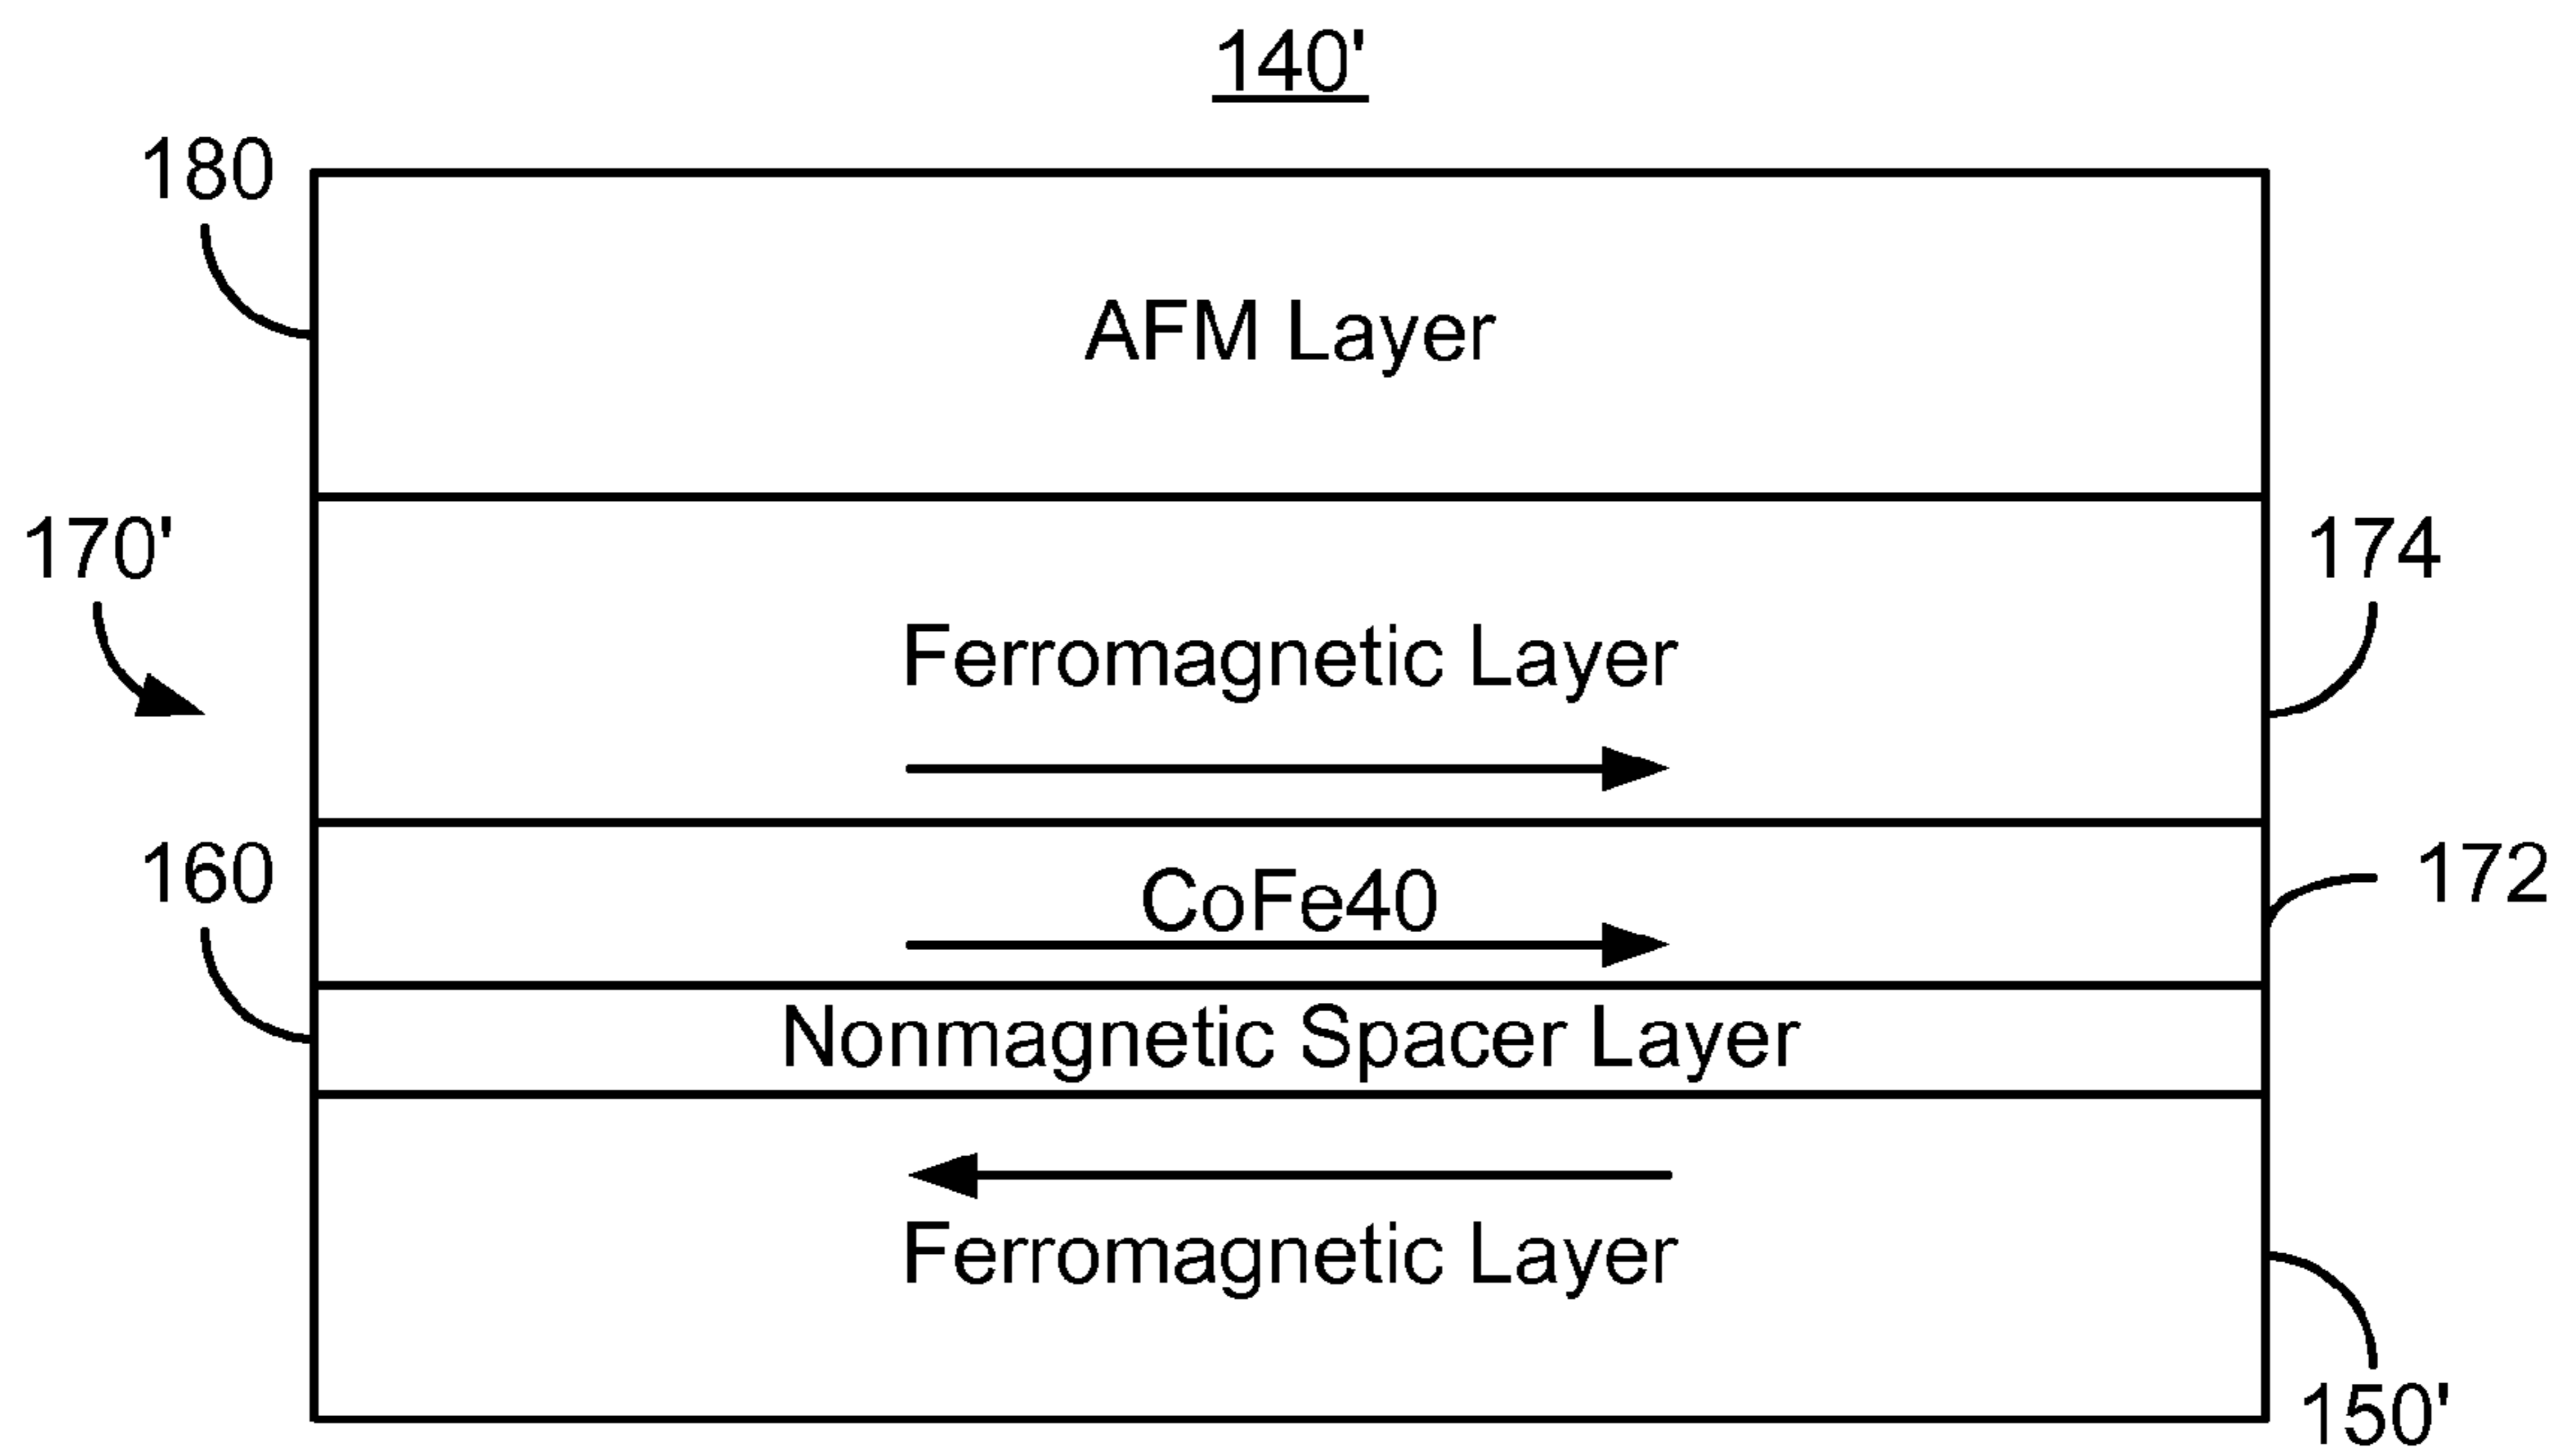 140'
180
AFM Layer
170'
174
Ferromagnetic Layer
160
CoFe40
172
Nonmagnetic Spacer Layer
Ferromagnetic Layer
150'